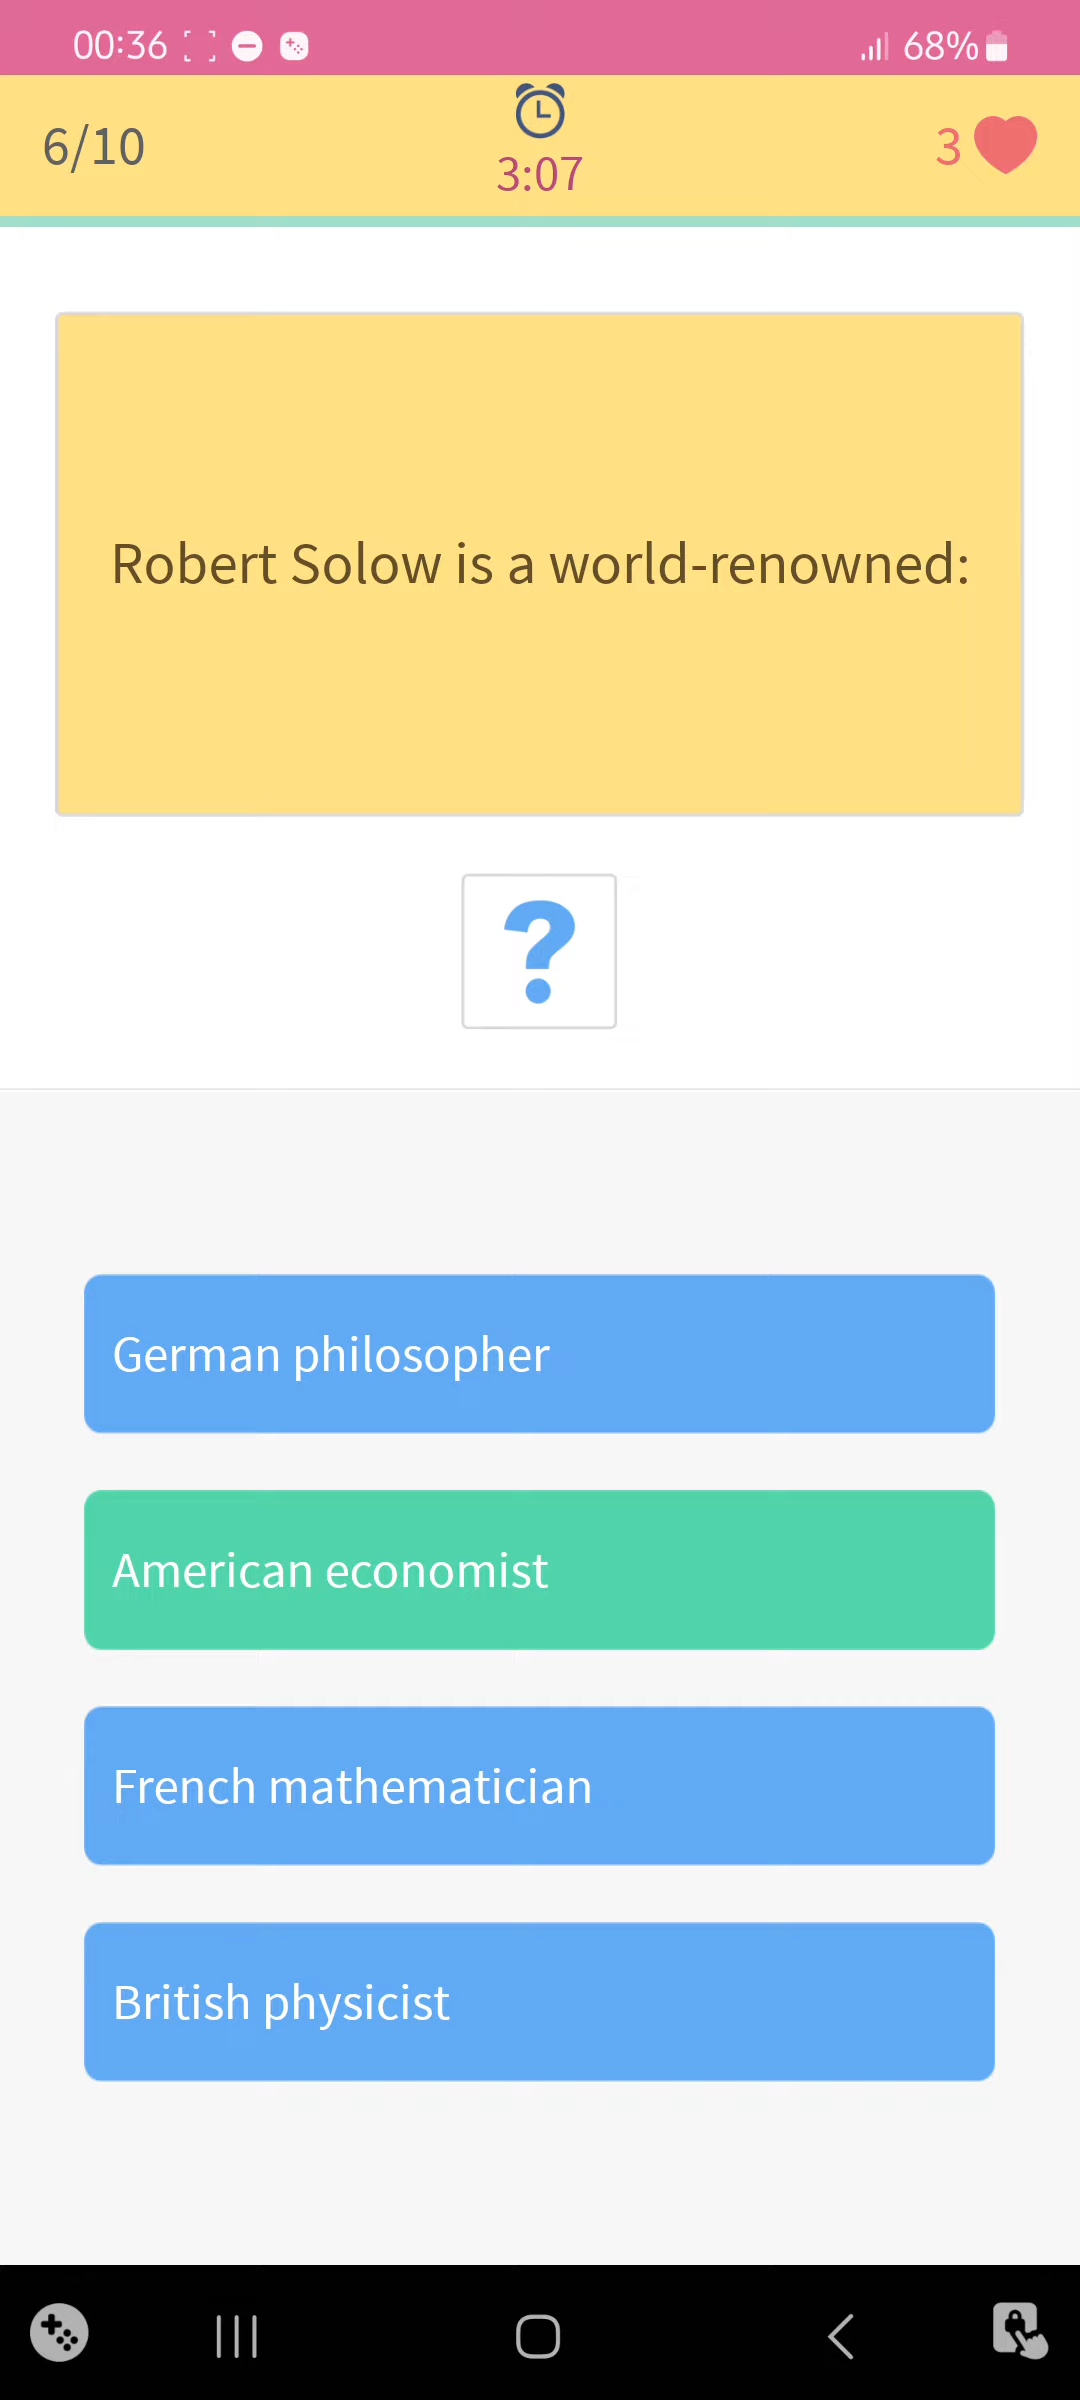 00:36
68%
6/10
3:07
3
Robert Solow is a world-renowned:
?
German philosopher
American economist
French mathematician
British physicist